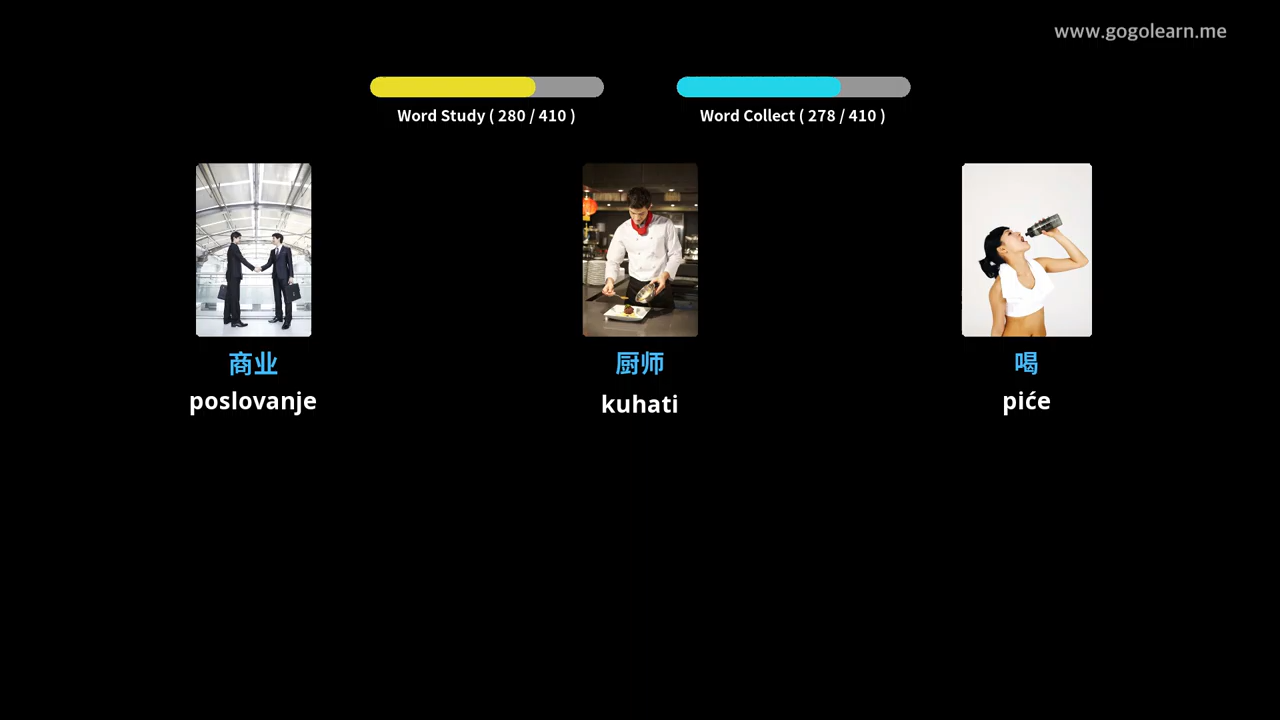 www.gogolearn.me
Word Study ( 280 / 410 )
Word Collect ( 278 / 410 )
商业
厨师
喝
poslovanje
kuhati
piće